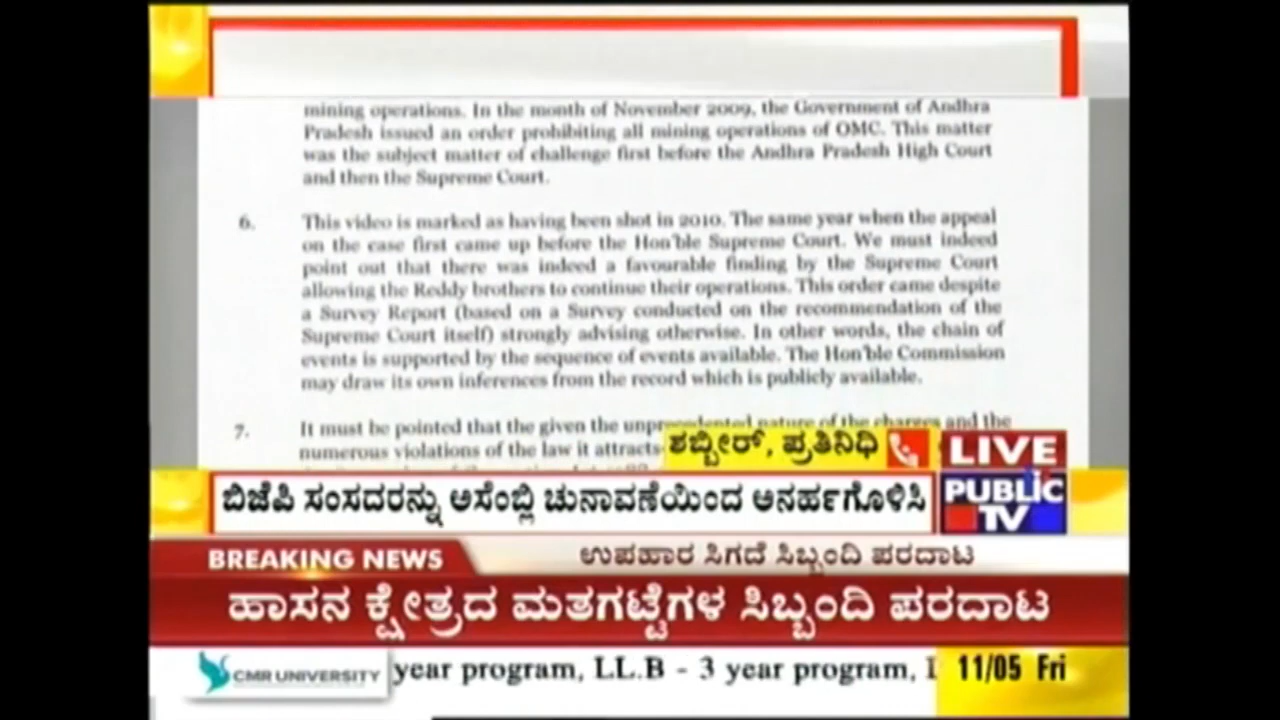 mining operations. In the month of November 2009, the Government of Andhra
Pradesh issued an order prohibiting all mining operations of OMC. This matter
was the subject matter of challenge first before the Andhra Pradesh High Court
and then the Supreme Court.
6. This video is marked as having been shot in 2010. The same year when the appeal
on the case first came up before the Hon'ble Supreme Court. We must indeed
point out that there was indeed a favourable finding by the Supreme Court
allowing the Reddy brothers to continue their operations. This order came despite
a Survey Report (based on a Survey conducted on the recommendation of the
Supreme Court itself) strongly advising otherwise. In other words, the chain of
events is supported by the sequence of events available. The Hon'ble Commission
may draw its own inferences from the record which is publicly available.
7. It must be pointed that the given the unprecedented nature of the charges and the
numerous violations of the law it attracts
ಶಬ್ಬೀರ್, ಪ್ರತಿನಿಧಿ
LIVE
ಬಿಜೆಪಿ ಸಂಸದರನ್ನು ಅಸೆಂಬ್ಲಿ ಚುನಾವಣೆಯಿಂದ ಅನರ್ಹಗೊಳಿಸಿ
PUBLiC
TV
BREAKING NEWS
ಉಪಹಾರ ಸಿಗದೆ ಸಿಬ್ಬಂದಿ ಪರದಾಟ
ಹಾಸನ ಕ್ಷೇತ್ರದ ಮತಗಟ್ಟೆಗಳ ಸಿಬ್ಬಂದಿ ಪರದಾಟ
CMR UNIVERSITY
year program, LL.B - 3 year program,
11/05 Fri